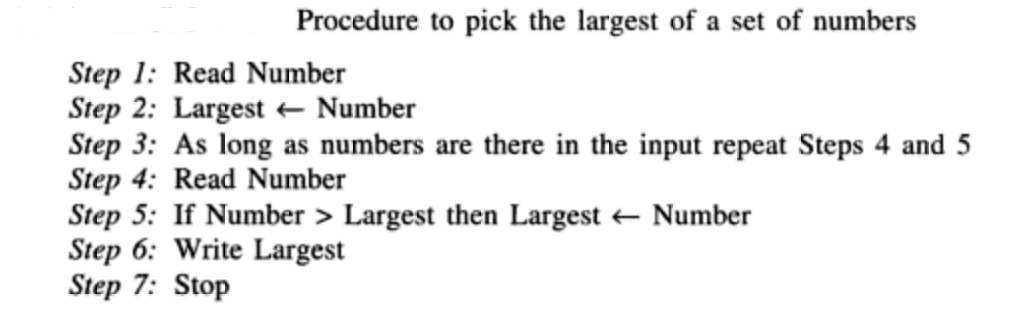 Procedure to pick the largest of a set of numbers
Step 1: Read Number
Step 2: Largest ← Number
Step 3: As long as numbers are there in the input repeat Steps 4 and 5
Step 4: Read Number
Step 5: If Number > Largest then Largest ← Number
Step 6: Write Largest
Step 7: Stop